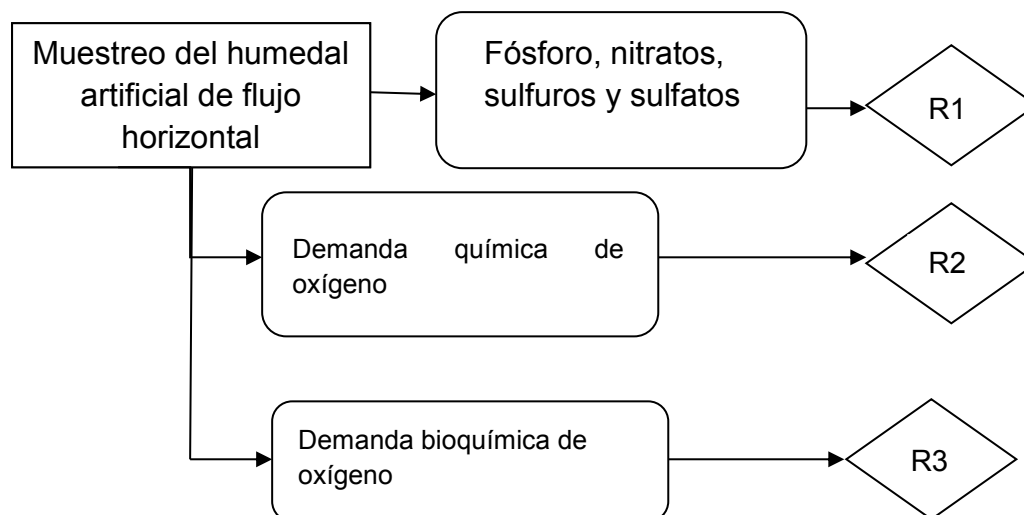 Muestreo del humedal
artificial de flujo
horizontal
Fósforo, nitratos,
sulfuros y sulfatos
R1
Demanda química de
oxígeno
R2
Demanda bioquímica de
oxígeno
R3